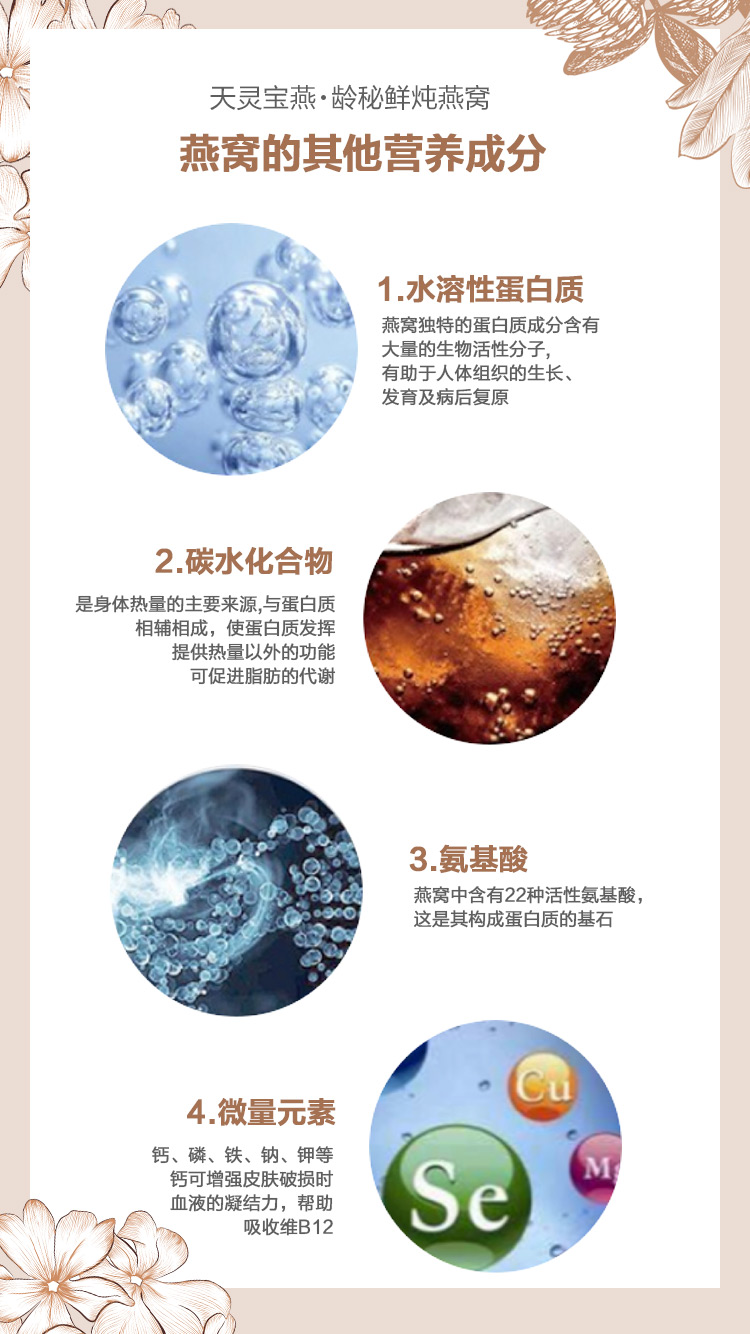 天灵宝燕·龄秘鲜炖燕窝
燕窝的其他营养成分
1.水溶性蛋白质
燕窝独特的蛋白质成分含有
大量的生物活性分子,
有助于人体组织的生长、
发育及病后复原
2.碳水化合物
是身体热量的主要来源,与蛋白质
相辅相成，使蛋白质发挥
提供热量以外的功能
可促进脂肪的代谢
3.氨基酸
燕窝中含有22种活性氨基酸，
这是其构成蛋白质的基石
Cu
4.微量元素
Mg
钙、磷、铁、钠、钾等
钙可增强皮肤破损时
Se
血液的凝结力，帮助
吸收维B12